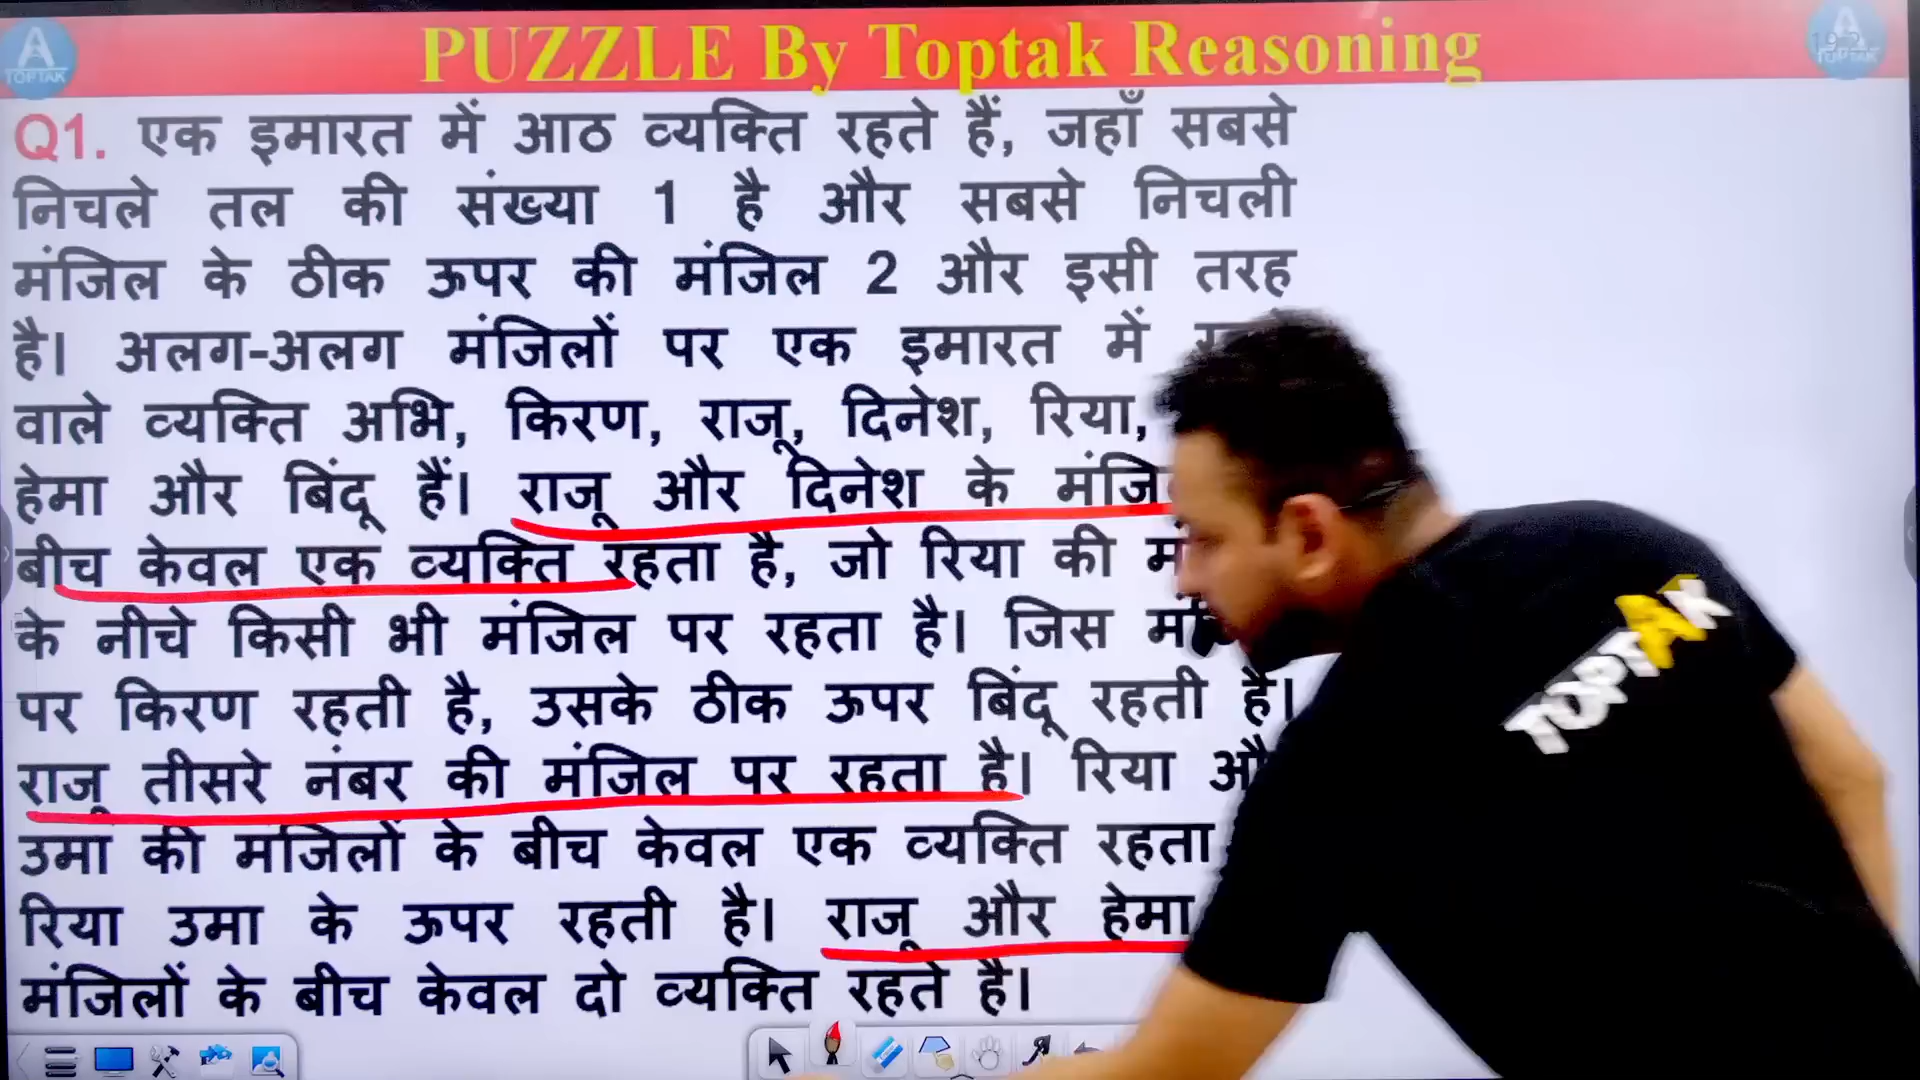 PUZZLE By Toptak Reasoning
A
TOPTAK
A
TOPTAK
Q1. एक इमारत में आठ व्यक्ति रहते हैं, जहाँ सबसे
निचले तल की संख्या 1 है और सबसे निचली
मंजिल के ठीक ऊपर की मंजिल 2 और इसी तरह
है। अलग-अलग मंजिलों पर एक इमारत में
वाले व्यक्ति अभि, किरण, राजू, दिनेश, रिया,
हेमा और बिंदू हैं। राजू और दिनेश के
बीच केवल एक व्यक्ति रहता है, जो रिया की
के नीचे किसी भी मंजिल पर रहता है। जिस
पर किरण रहती है, उसके ठीक ऊपर बिंदू रहती है।
राजू तीसरे नंबर की मंजिल पर रहता है। रिया
उमा की मंजिलों के बीच केवल एक व्यक्ति रहता
रिया उमा के ऊपर रहती है। राजू और हेमा
मंजिलों के बीच केवल दो व्यक्ति रहते है।
TOPTAK